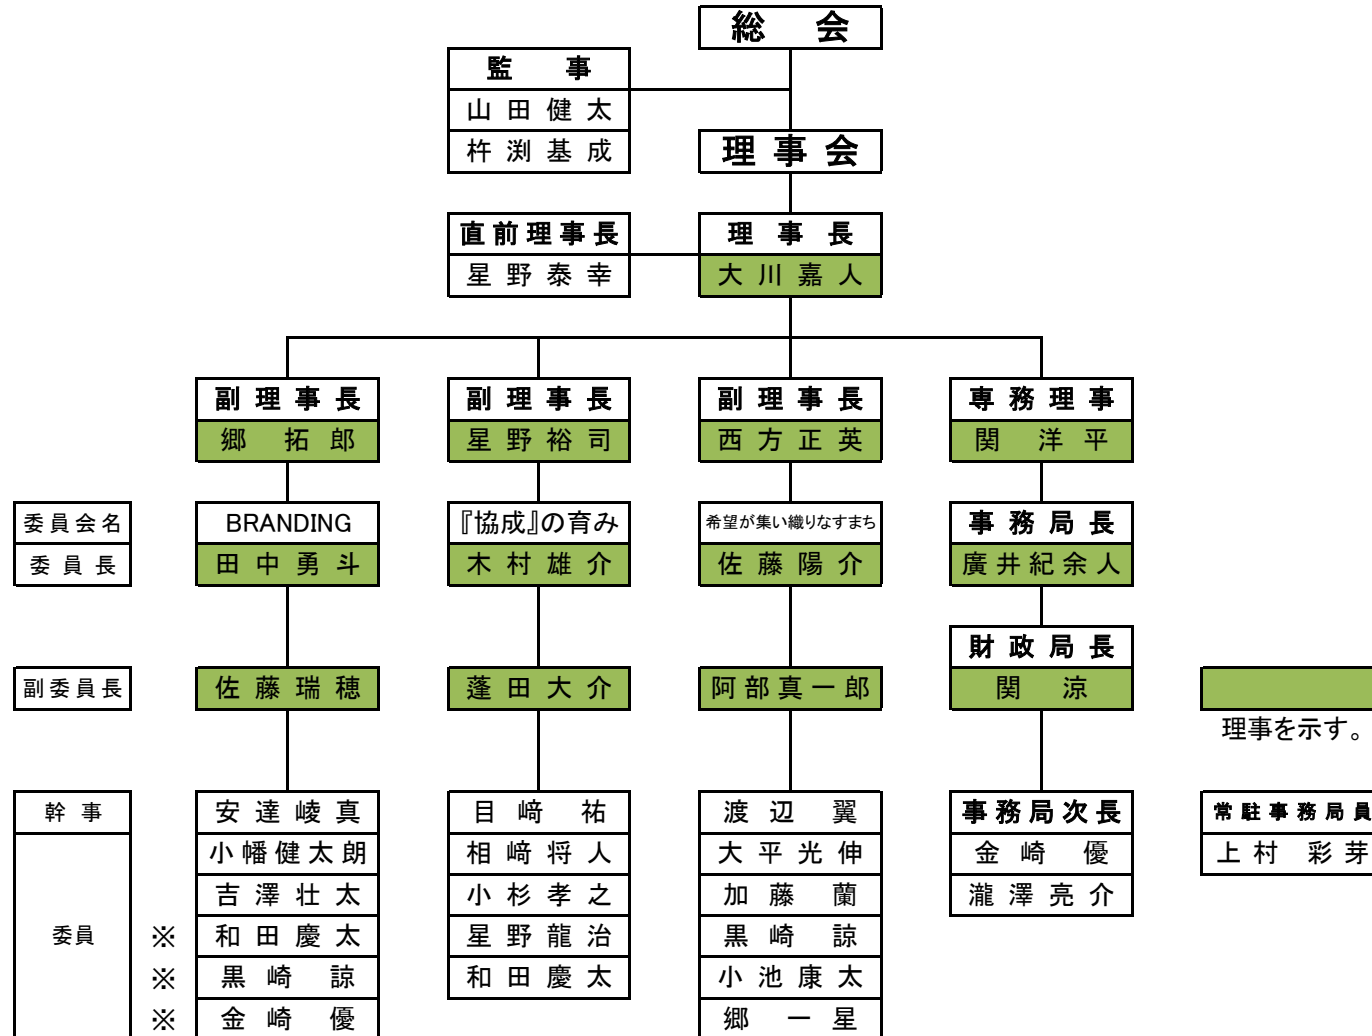 総会
監事
山田健太
杵渕基成
理事会
直前理事長
星野泰幸
理事長
大川嘉人
副理事長
郷 拓郎
副理事長
星野裕司
副理事長
西方正英
専務理事
関 洋平
委員会名
委員長
BRANDING
田中勇斗
『協成』の育み
木村雄介
希望が集い織りなすまち
佐藤陽介
事務局長
廣井紀余人
財政局長
関 涼
副委員長
佐藤瑞穂
蓬田大介
阿部真一郎
理事を示す。
幹事
委員
安達崚真
小幡健太朗
吉澤壮太
※ 和田慶太
※ 黒崎 諒
※ 金崎 優
目﨑 祐
相﨑将人
小杉孝之
星野龍治
和田慶太
渡辺 翼
大平光伸
加藤 蘭
黒崎 諒
小池康太
郷 一星
事務局次長
金崎 優
瀧澤亮介
常駐事務局員
上村 彩芽